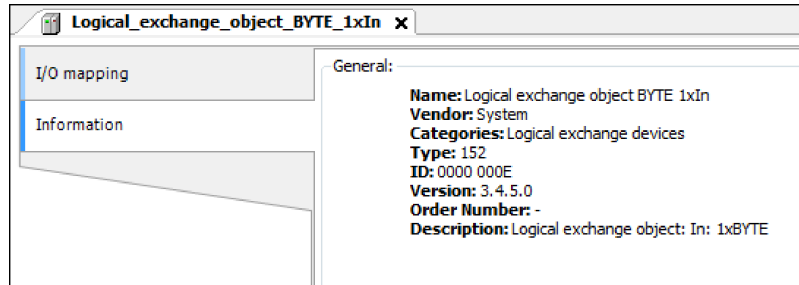 Logical_exchange_object_BYTE_1xIn x
I/O mapping
Information
General:
Name: Logical exchange object BYTE 1xIn
Vendor: System
Categories: Logical exchange devices
Type: 152
ID: 0000 000E
Version: 3.4.5.0
Order Number: -
Description: Logical exchange object: In: 1xBYTE